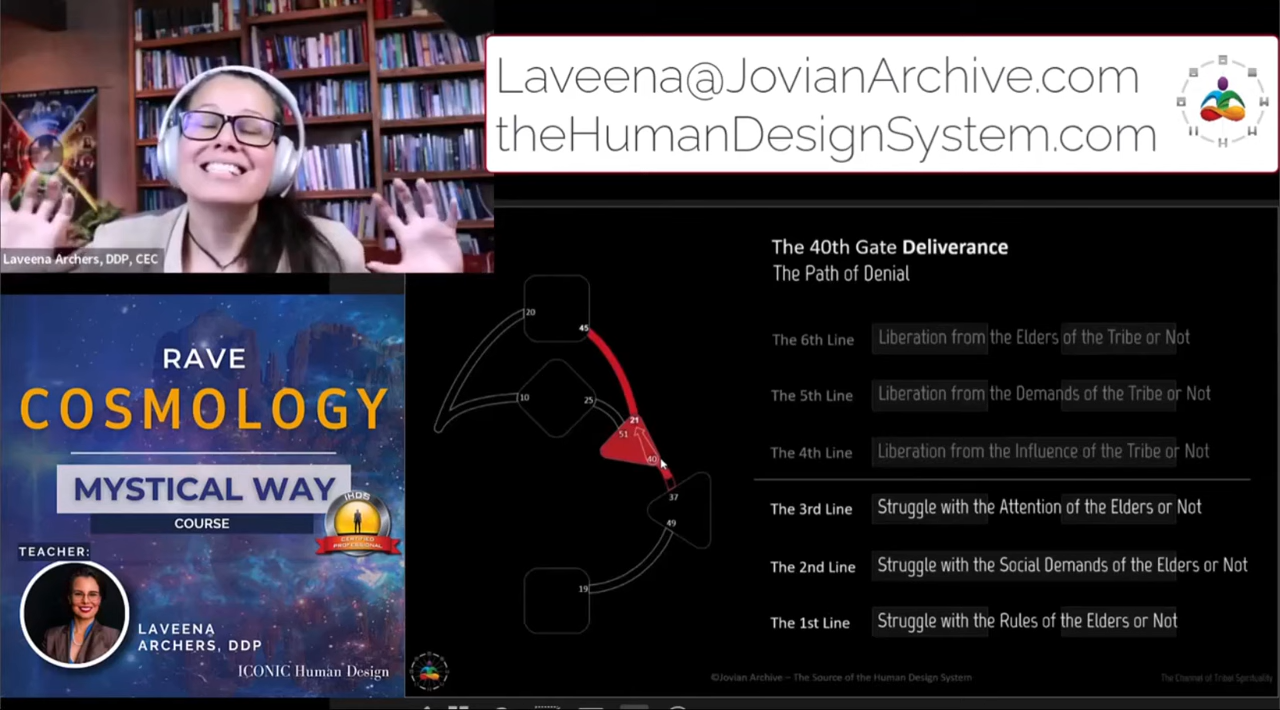 Laveena@JovianArchive.com
theHumanDesignSystem.com
Laveena Archers, DDP, CEC
RAVE
COSMOLOGY
MYSTICAL WAY
COURSE
IHDS
CERTIFIED
PROFESSIONAL
TEACHER:
LAVEENA
ARCHERS, DDP
ICONIC Human Design
The 40th Gate Deliverance
The Path of Denial
20
45
10
25
21
51
40
37
49
19
The 6th Line Liberation from the Elders of the Tribe or Not
The 5th Line Liberation from the Demands of the Tribe or Not
The 4th Line Liberation from the Influence of the Tribe or Not
The 3rd Line Struggle with the Attention of the Elders or Not
The 2nd Line Struggle with the Social Demands of the Elders or Not
The 1st Line Struggle with the Rules of the Elders or Not
©Jovian Archive – The Source of the Human Design System
The Channel of Tribal Spirituality